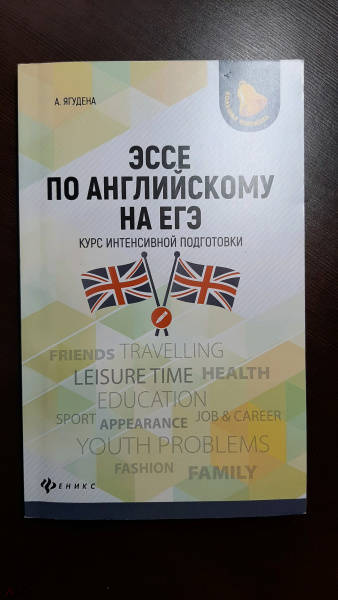 А. ЯГУДЕНА
ЭССЕ
ПО АНГЛИЙСКОМУ
НА ЕГЭ
КУРС ИНТЕНСИВНОЙ ПОДГОТОВКИ
FRIENDS TRAVELLING
LEISURE TIME HEALTH
EDUCATION
SPORT APPEARANCE JOB & CAREER
YOUTH PROBLEMS
FASHION FAMILY
ФЕНИКС